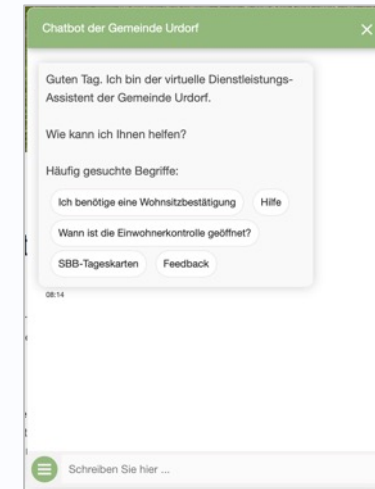 Chatbot der Gemeinde Urdorf
Guten Tag. Ich bin der virtuelle Dienstleistungs-
Assistent der Gemeinde Urdorf.
Wie kann ich Ihnen helfen?
Häufig gesuchte Begriffe:
Ich benötige eine Wohnsitzbestätigung
Hilfe
Wann ist die Einwohnerkontrolle geöffnet?
SBB-Tageskarten
Feedback
08:14
Schreiben Sie hier ...